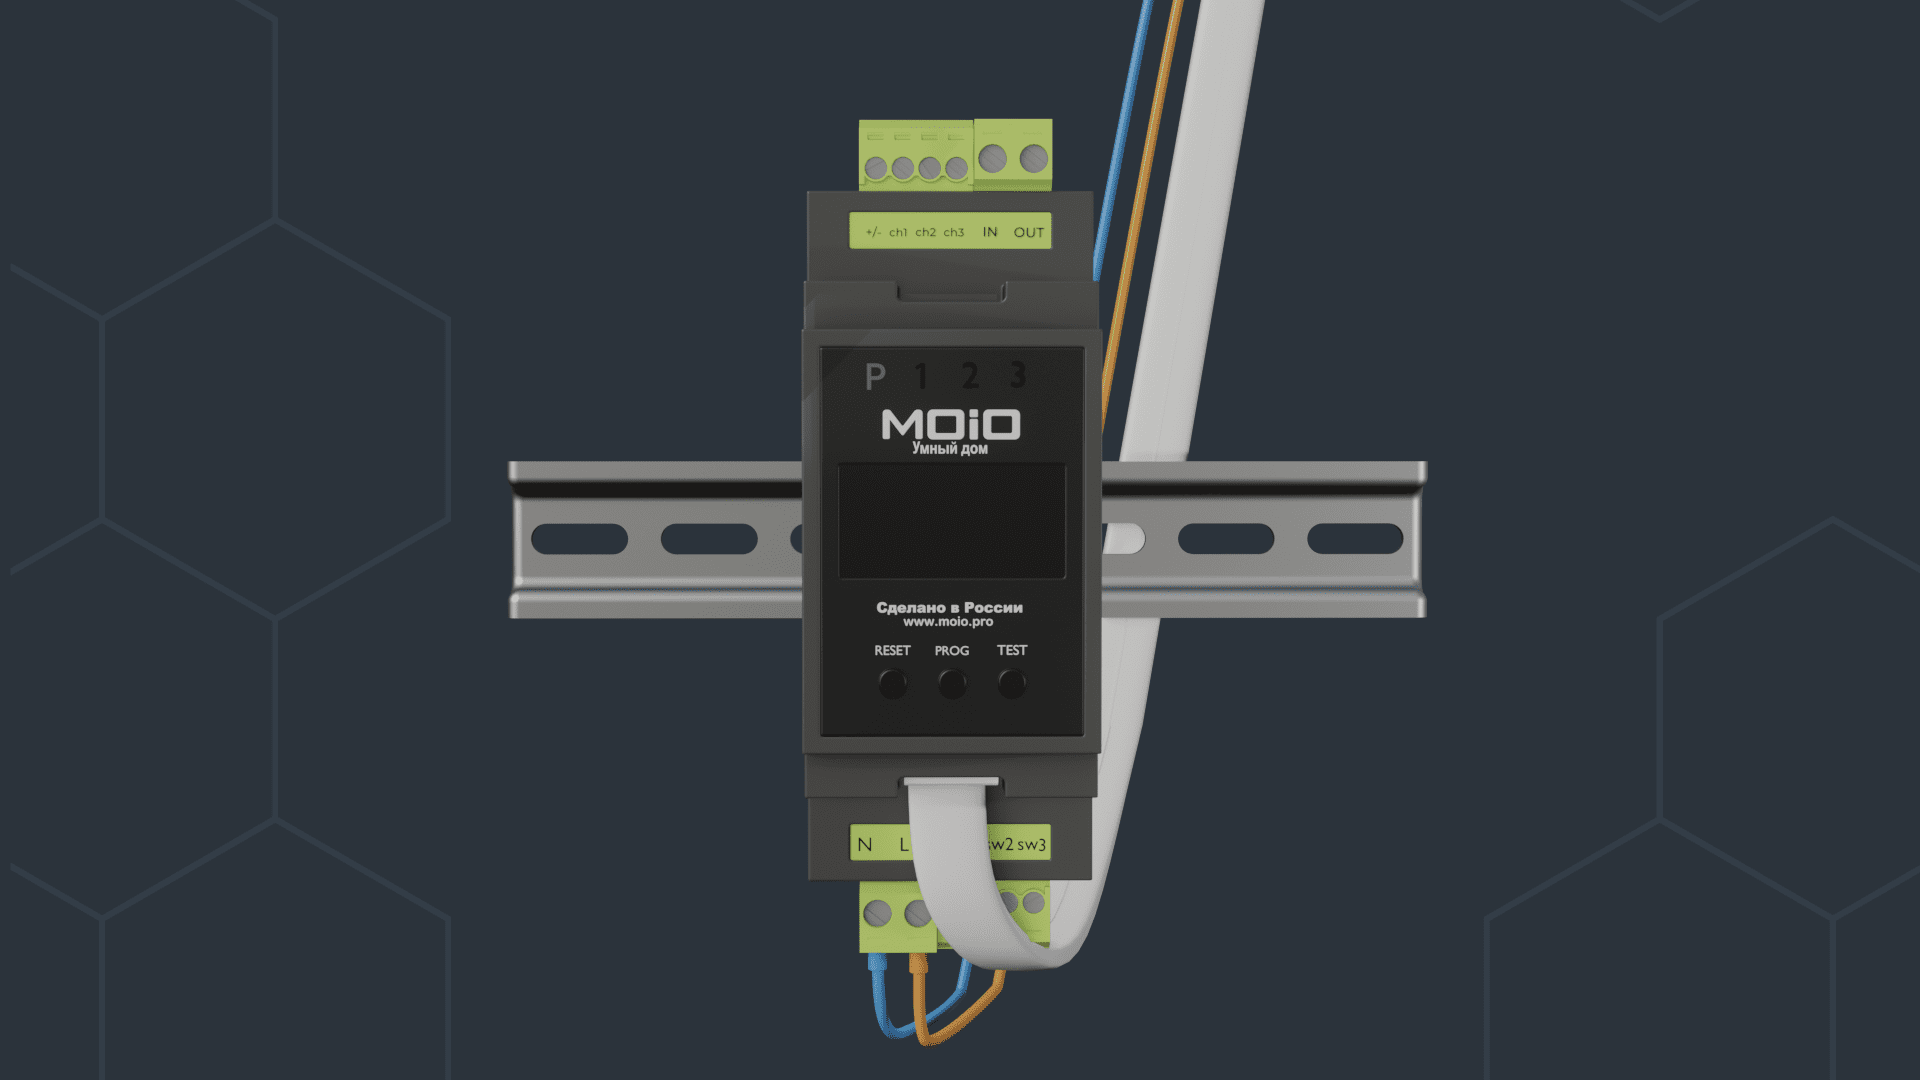 +/- ch1 ch2 ch3 IN OUT
P 1 2 3
MOiO
Умный дом
Сделано в России
www.moio.pro
RESET PROG TEST
N L sw2 sw3